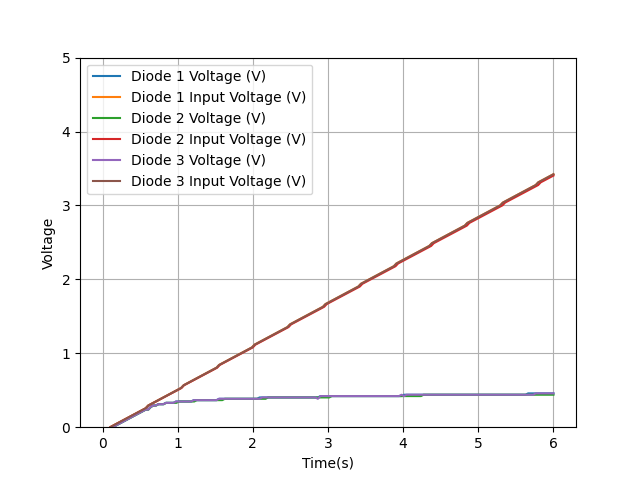 5
4
3
2
1
0
Voltage
Diode 1 Voltage (V)
Diode 1 Input Voltage (V)
Diode 2 Voltage (V)
Diode 2 Input Voltage (V)
Diode 3 Voltage (V)
Diode 3 Input Voltage (V)
0 1 2 3 4 5 6
Time(s)